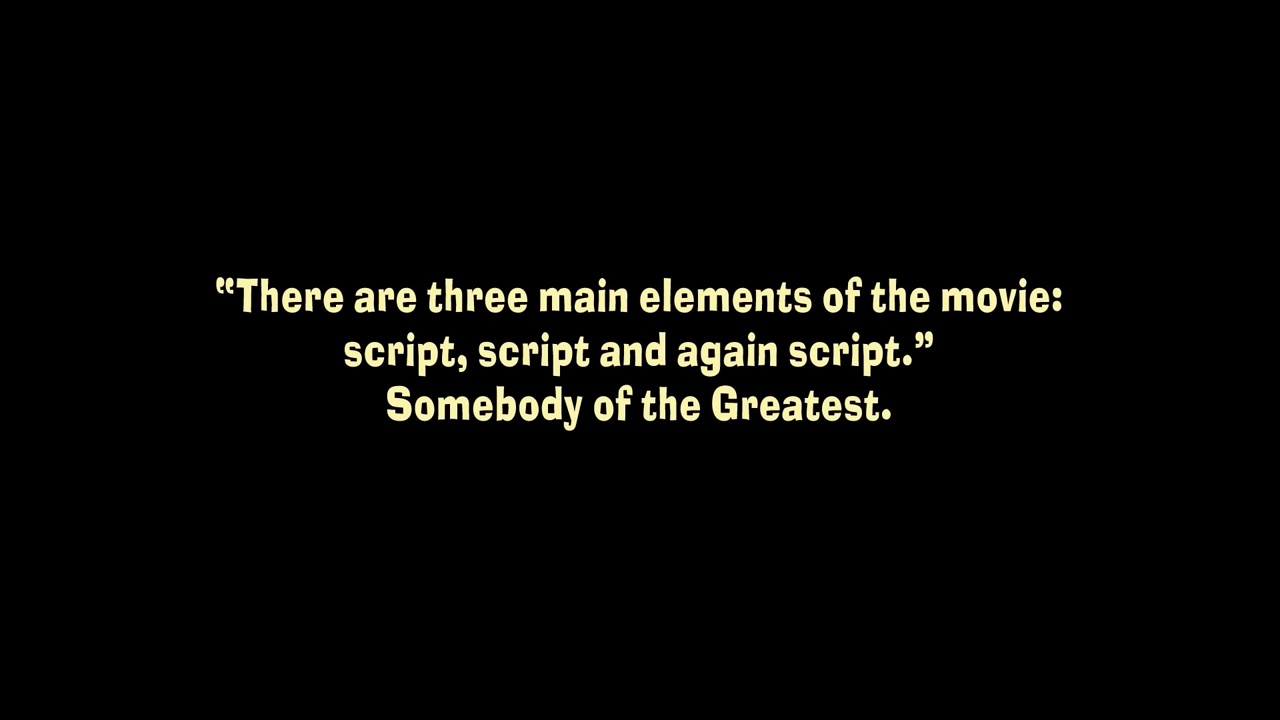 “There are three main elements of the movie:
script, script and again script.”
Somebody of the Greatest.